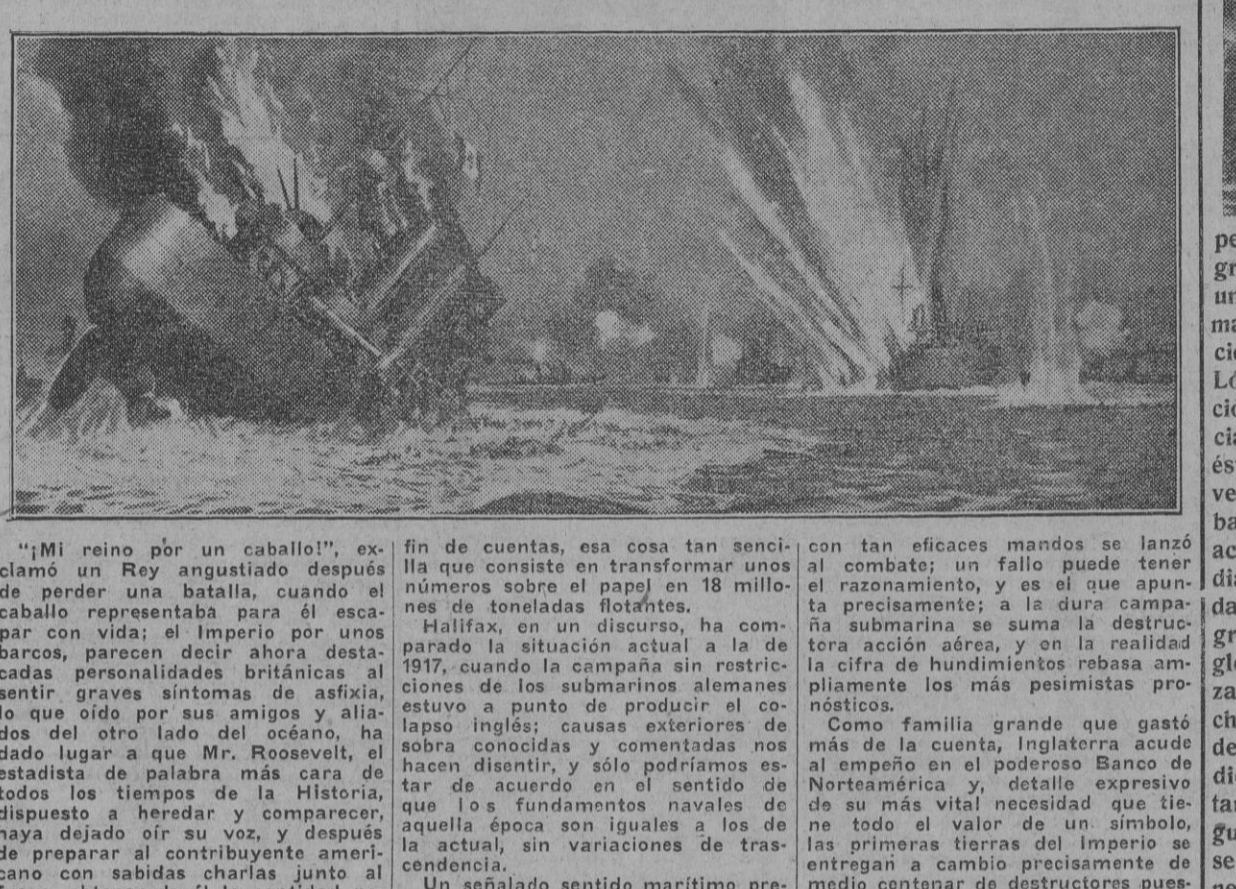 "¡Mi reino por un caballo!", ex-
clamó un Rey angustiado después
de perder una batalla, cuando el
caballo representaba para él esca-
par con vida; el Imperio por unos
barcos, parecen decir ahora desta-
cadas personalidades británicas al
sentir graves síntomas de asfixia,
lo que oído por sus amigos y alia-
dos del otro lado del océano, ha
dado lugar a que Mr. Roosevelt, el
estadista de palabra más cara de
todos los tiempos de la Historia,
dispuesto a heredar y comparecer,
haya dejado oír su voz, y después
de preparar al contribuyente ameri-
cano con sabidas charlas junto al
fin de cuentas, esa cosa tan senci-
lla que consiste en transformar unos
números sobre el papel en 18 millo-
nes de toneladas flotantes.
Halifax, en un discurso, ha com-
parado la situación actual a la de
1917, cuando la campaña sin restric-
ciones de los submarinos alemanes
estuvo a punto de producir el co-
lapso inglés; causas exteriores de
sobra conocidas y comentadas nos
hacen disentir, y sólo podríamos es-
tar de acuerdo en el sentido de
que los fundamentos navales de
aquella época son iguales a los de
la actual, sin variaciones de tras-
cendencia.
Un señalado sentido marítimo pre-
con tan eficaces mandos se lanzó
al combate; un fallo puede tener
el razonamiento, y es el que apun-
ta precisamente; a la dura campa-
ña submarina se suma la destruc-
tora acción aérea, y en la realidad
la cifra de hundimientos rebasa am-
pliamente los más pesimistas pro-
nósticos.
Como familia grande que gastó
más de la cuenta, Inglaterra acude
al empeño en el poderoso Banco de
Norteamérica y, detalle expresivo
de su más vital necesidad que tie-
ne todo el valor de un símbolo,
las primeras tierras del Imperio se
entregan a cambio precisamente de
medio centenar de destructores pues-